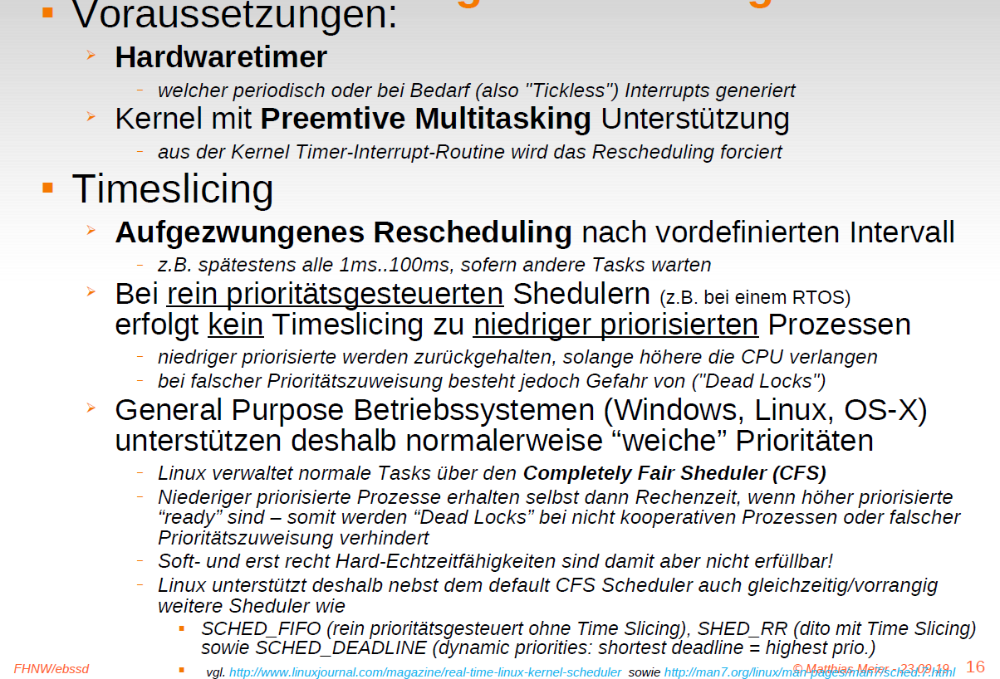 Voraussetzungen:
Hardwaretimer
welcher periodisch oder bei Bedarf (also "Tickless") Interrupts generiert
Kernel mit Preemtive Multitasking Unterstützung
aus der Kernel Timer-Interrupt-Routine wird das Rescheduling forciert
Timeslicing
Aufgezwungenes Rescheduling nach vordefinierten Intervall
z.B. spätestens alle 1ms..100ms, sofern andere Tasks warten
Bei rein prioritätsgesteuerten Shedulern (z.B. bei einem RTOS)
erfolgt kein Timeslicing zu niedriger priorisierten Prozessen
niedriger priorisierte werden zurückgehalten, solange höhere die CPU verlangen
bei falscher Prioritätszuweisung besteht jedoch Gefahr von ("Dead Locks")
General Purpose Betriebssystemen (Windows, Linux, OS-X)
unterstützen deshalb normalerweise “weiche” Prioritäten
Linux verwaltet normale Tasks über den Completely Fair Sheduler (CFS)
Niederiger priorisierte Prozesse erhalten selbst dann Rechenzeit, wenn höher priorisierte
“ready” sind – somit werden “Dead Locks” bei nicht kooperativen Prozessen oder falscher
Prioritätszuweisung verhindert
Soft- und erst recht Hard-Echtzeitfähigkeiten sind damit aber nicht erfüllbar!
Linux unterstützt deshalb nebst dem default CFS Scheduler auch gleichzeitig/vorrangig
weitere Sheduler wie
SCHED_FIFO (rein prioritätsgesteuert ohne Time Slicing), SHED_RR (dito mit Time Slicing)
sowie SCHED_DEADLINE (dynamic priorities: shortest deadline = highest prio.)
vgl. http://www.linuxjournal.com/magazine/real-time-linux-kernel-scheduler sowie http://man7.org/linux/man-pages/man7/sched.7.html
FHNW/ebssd
© Matthias Meier - 23.09.19
16